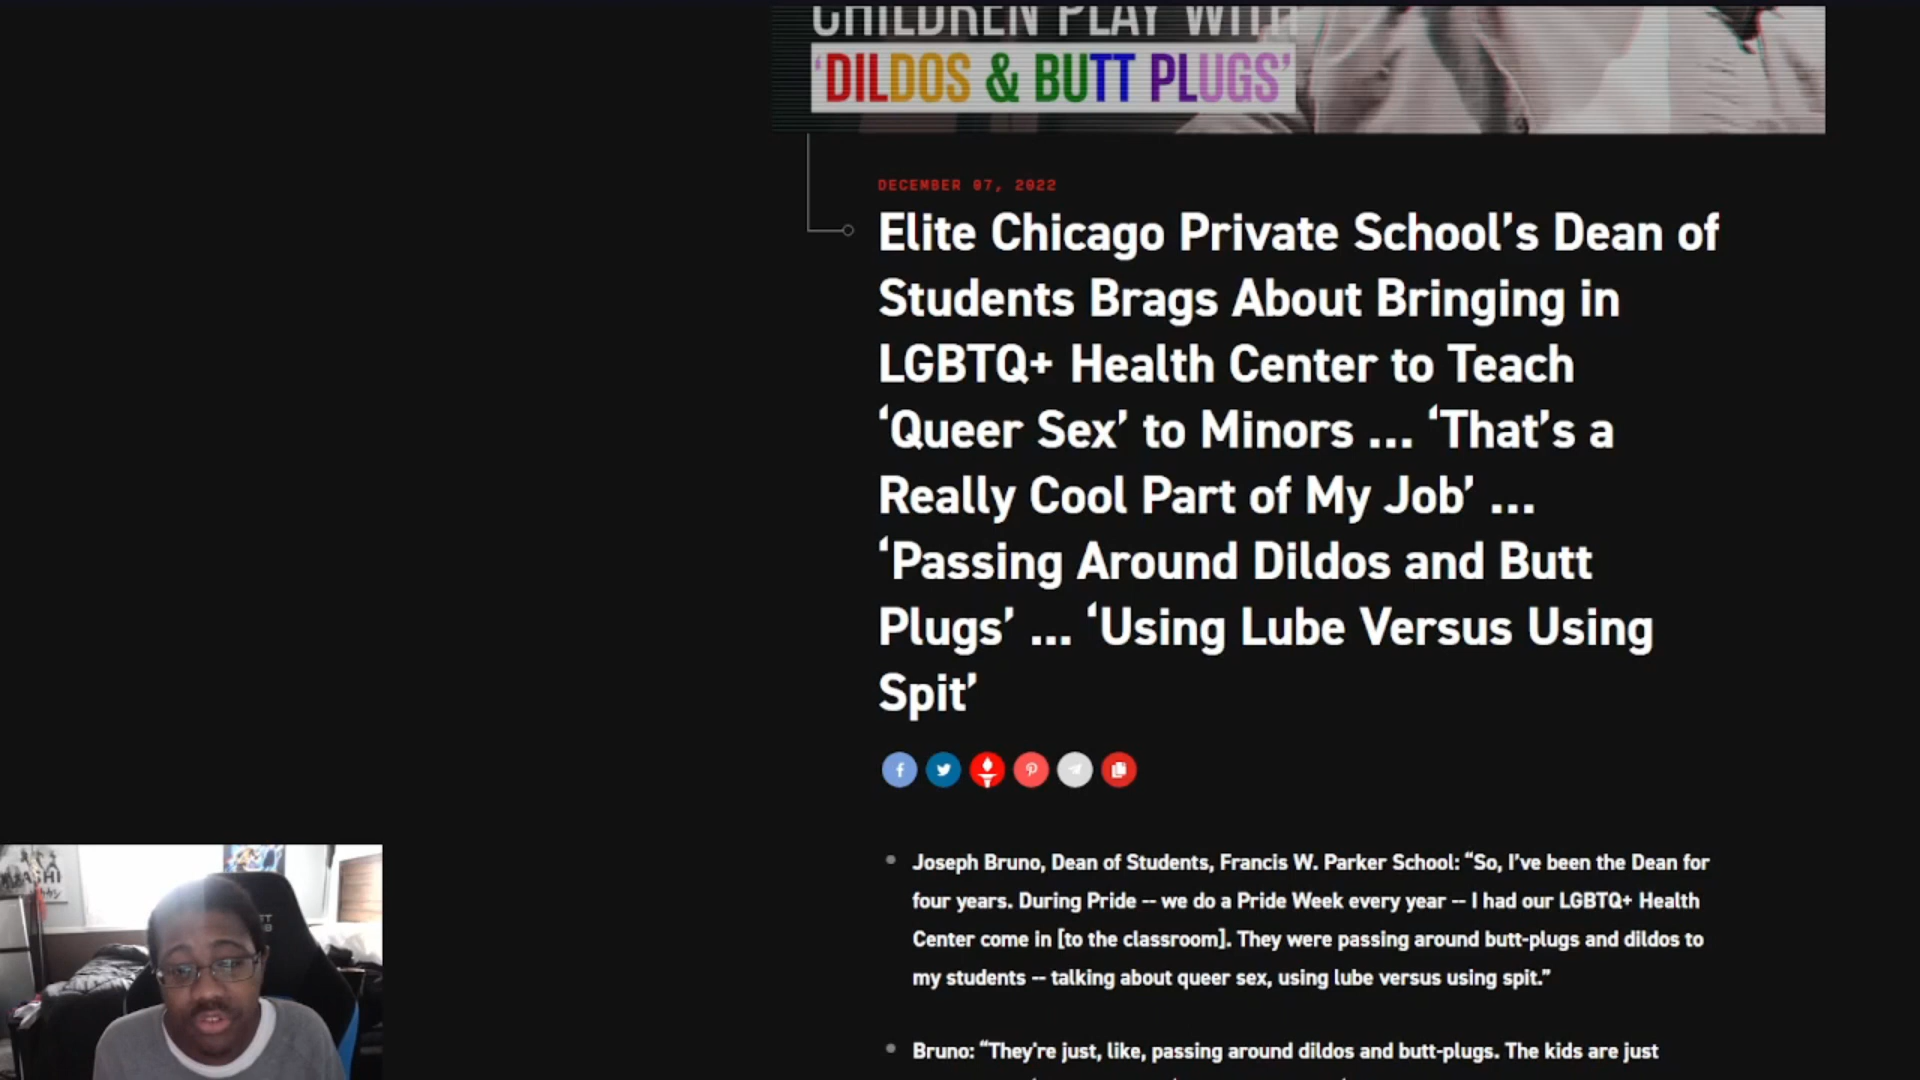 CHILDREN PLAY WITH
‘DILDOS & BUTT PLUGS’
DECEMBER 07, 2022
Elite Chicago Private School’s Dean of
Students Brags About Bringing in
LGBTQ+ Health Center to Teach
‘Queer Sex’ to Minors ... ‘That’s a
Really Cool Part of My Job’ ...
‘Passing Around Dildos and Butt
Plugs’ ... ‘Using Lube Versus Using
Spit’
Joseph Bruno, Dean of Students, Francis W. Parker School: “So, I’ve been the Dean for
four years. During Pride -- we do a Pride Week every year -- I had our LGBTQ+ Health
Center come in [to the classroom]. They were passing around butt-plugs and dildos to
my students -- talking about queer sex, using lube versus using spit.”
Bruno: “They're just, like, passing around dildos and butt-plugs. The kids are just